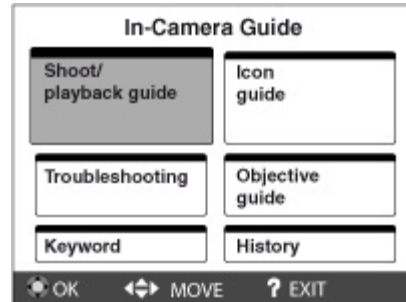 In-Camera Guide
Shoot/
playback guide
Icon
guide
Troubleshooting
Objective
guide
Keyword
History
OK MOVE ? EXIT